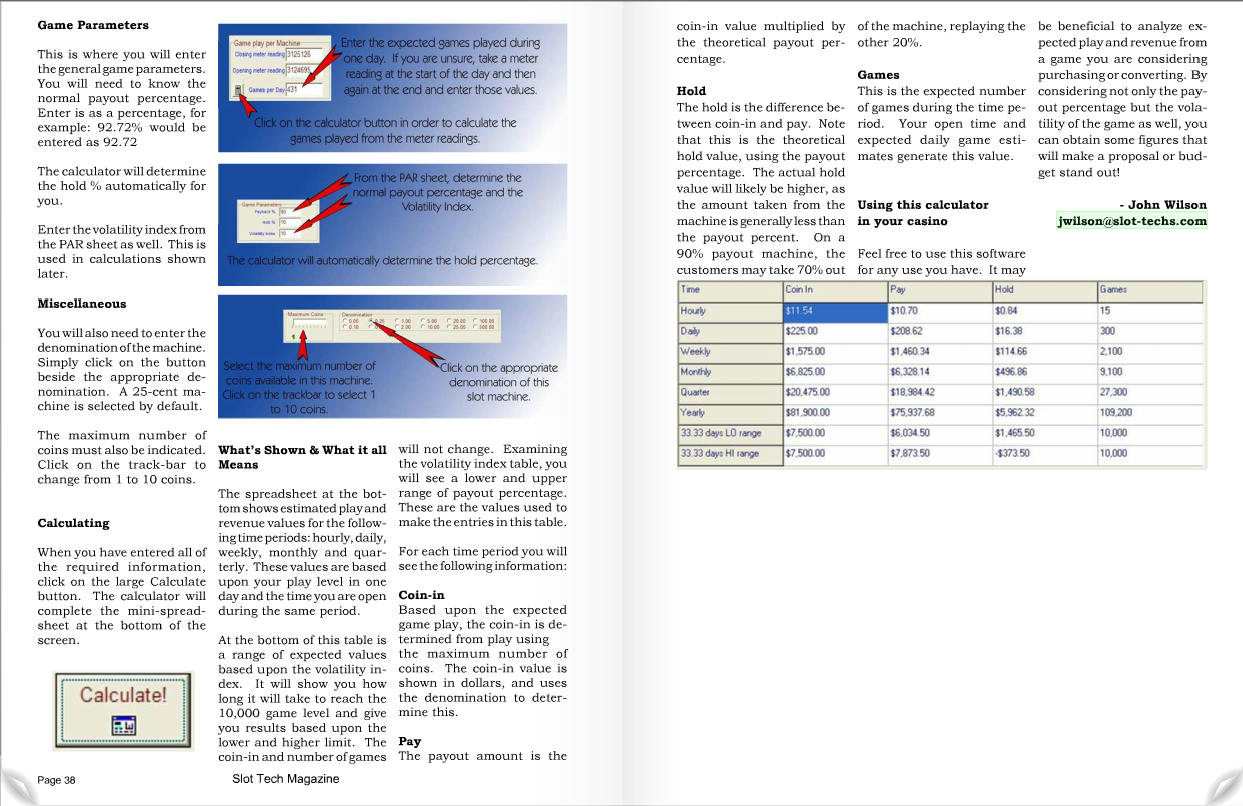 Game Parameters
This is where you will enter
the general game parameters.
You will need to know the
normal payout percentage.
Enter is as a percentage, for
example: 92.72% would be
entered as 92.72
The calculator will determine
the hold % automatically for
you.
Enter the volatility index from
the PAR sheet as well. This is
used in calculations shown
later.
Miscellaneous
You will also need to enter the
denomination of the machine.
Simply click on the button
beside the appropriate de-
nomination. A 25-cent ma-
chine is selected by default.
The maximum number of
coins must also be indicated.
Click on the track-bar to
change from 1 to 10 coins.
Calculating
When you have entered all of
the required information,
click on the large Calculate
button. The calculator will
complete the mini-spread-
sheet at the bottom of the
screen.
Calculate!
Game play per Machine
Closing meter reading 3125126
Opening meter reading 3124695
Games per Day 431
Enter the expected games played during
one day. If you are unsure, take a meter
reading at the start of the day and then
again at the end and enter those values.
Click on the calculator button in order to calculate the
games played from the meter readings.
From the PAR sheet, determine the
normal payout percentage and the
Volatility Index.
Game Parameters
Payback % 90
Hold % 10
Volatility Index 10
The calculator will automatically determine the hold percentage.
Maximum Coins
Denomination
0.00 0.25 1.00 5.00 20.00 100.00
0.10 2.00 10.00 25.00 500.00
Select the maximum number of
coins available in this machine.
Click on the trackbar to select 1
to 10 coins.
Click on the appropriate
denomination of this
slot machine.
What's Shown & What it all
Means
The spreadsheet at the bot-
tom shows estimated play and
revenue values for the follow-
ing time periods: hourly, daily,
weekly, monthly and quar-
terly. These values are based
upon your play level in one
day and the time you are open
during the same period.
At the bottom of this table is
a range of expected values
based upon the volatility in-
dex. It will show you how
long it will take to reach the
10,000 game level and give
you results based upon the
lower and higher limit. The
coin-in and number of games
will not change. Examining
the volatility index table, you
will see a lower and upper
range of payout percentage.
These are the values used to
make the entries in this table.
For each time period you will
see the following information:
Coin-in
Based upon the expected
game play, the coin-in is de-
termined from play using
the maximum number of
coins. The coin-in value is
shown in dollars, and uses
the denomination to deter-
mine this.
Pay
The payout amount is the
Page 38
Slot Tech Magazine
coin-in value multiplied by
the theoretical payout per-
centage.
Hold
The hold is the difference be-
tween coin-in and pay. Note
that this is the theoretical
hold value, using the payout
percentage. The actual hold
value will likely be higher, as
the amount taken from the
machine is generally less than
the payout percent. On a
90% payout machine, the
customers may take 70% out
of the machine, replaying the
other 20%.
Games
This is the expected number
of games during the time pe-
riod. Your open time and
expected daily game esti-
mates generate this value.
Using this calculator
in your casino
Feel free to use this software
for any use you have. It may
be beneficial to analyze ex-
pected play and revenue from
a game you are considering
purchasing or converting. By
considering not only the pay-
out percentage but the vola-
tility of the game as well, you
can obtain some figures that
will make a proposal or bud-
get stand out!
- John Wilson
jwilson@slot-techs.com
Time Coin In Pay Hold Games
Hourly $11.54 $10.70 $0.84 15
Daily $225.00 $208.62 $16.38 300
Weekly $1,575.00 $1,460.34 $114.66 2,100
Monthly $6,825.00 $6,328.14 $496.86 9,100
Quarter $20,475.00 $18,984.42 $1,490.58 27,300
Yearly $81,900.00 $75,937.68 $5,962.32 109,200
33.33 days LO range $7,500.00 $6,034.50 $1,465.50 10,000
33.33 days HI range $7,500.00 $7,873.50 -$373.50 10,000